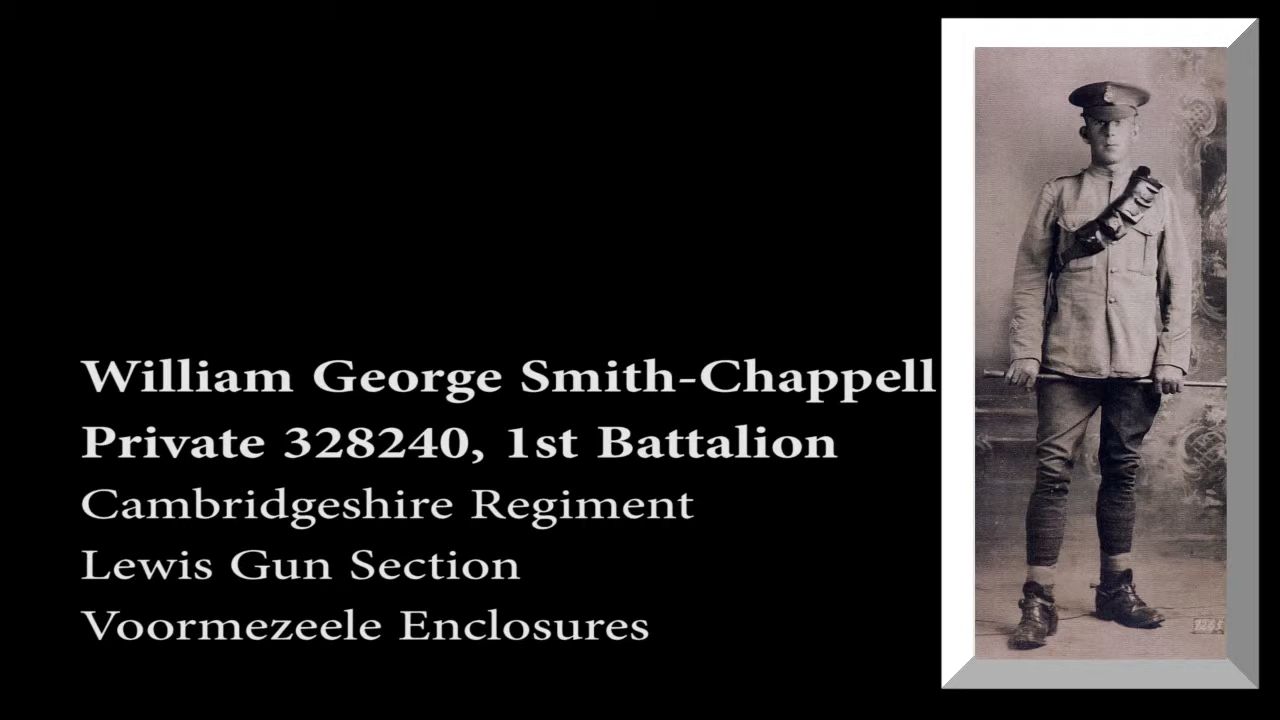 William George Smith-Chappell
Private 328240, 1st Battalion
Cambridgeshire Regiment
Lewis Gun Section
Voormezeele Enclosures